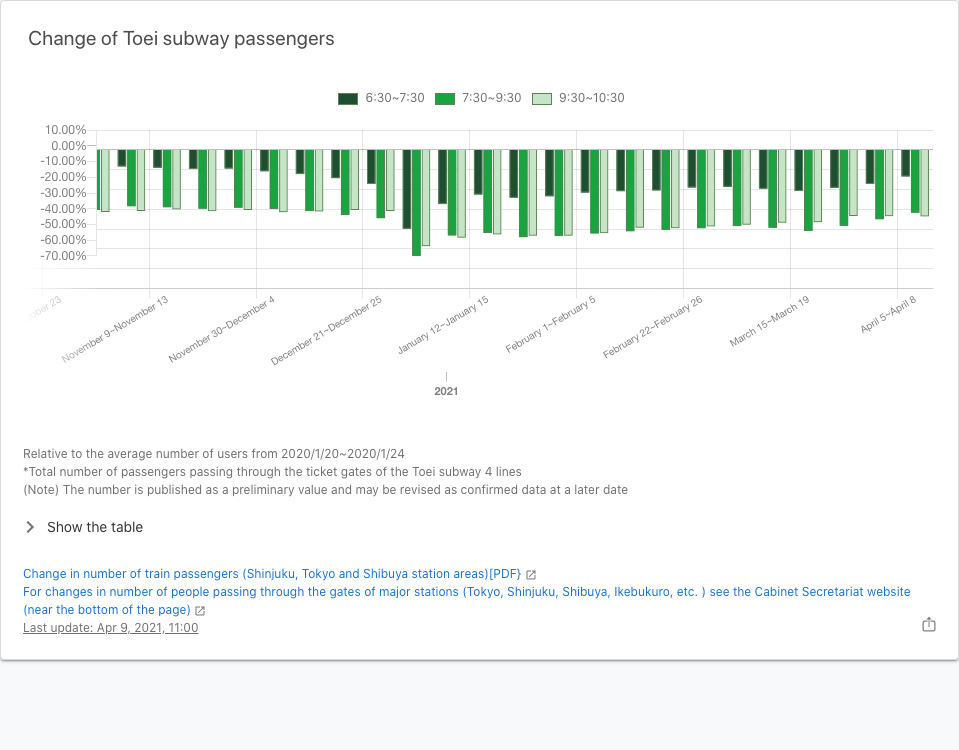 Change of Toei subway passengers
6:30~7:30 7:30~9:30 9:30~10:30
10.00%
0.00%
-10.00%
-20.00%
-30.00%
-40.00%
-50.00%
-60.00%
-70.00%
23
November 9~November 13
November 30~December 4
December 21~December 25
January 12~January 15
February 1~February 5
February 22~February 26
March 15~March 19
April 5~April 8
2021
Relative to the average number of users from 2020/1/20~2020/1/24
*Total number of passengers passing through the ticket gates of the Toei subway 4 lines
(Note) The number is published as a preliminary value and may be revised as confirmed data at a later date
Show the table
Change in number of train passengers (Shinjuku, Tokyo and Shibuya station areas)[PDF}
For changes in number of people passing through the gates of major stations (Tokyo, Shinjuku, Shibuya, Ikebukuro, etc. ) see the Cabinet Secretariat website
(near the bottom of the page)
Last update: Apr 9, 2021, 11:00